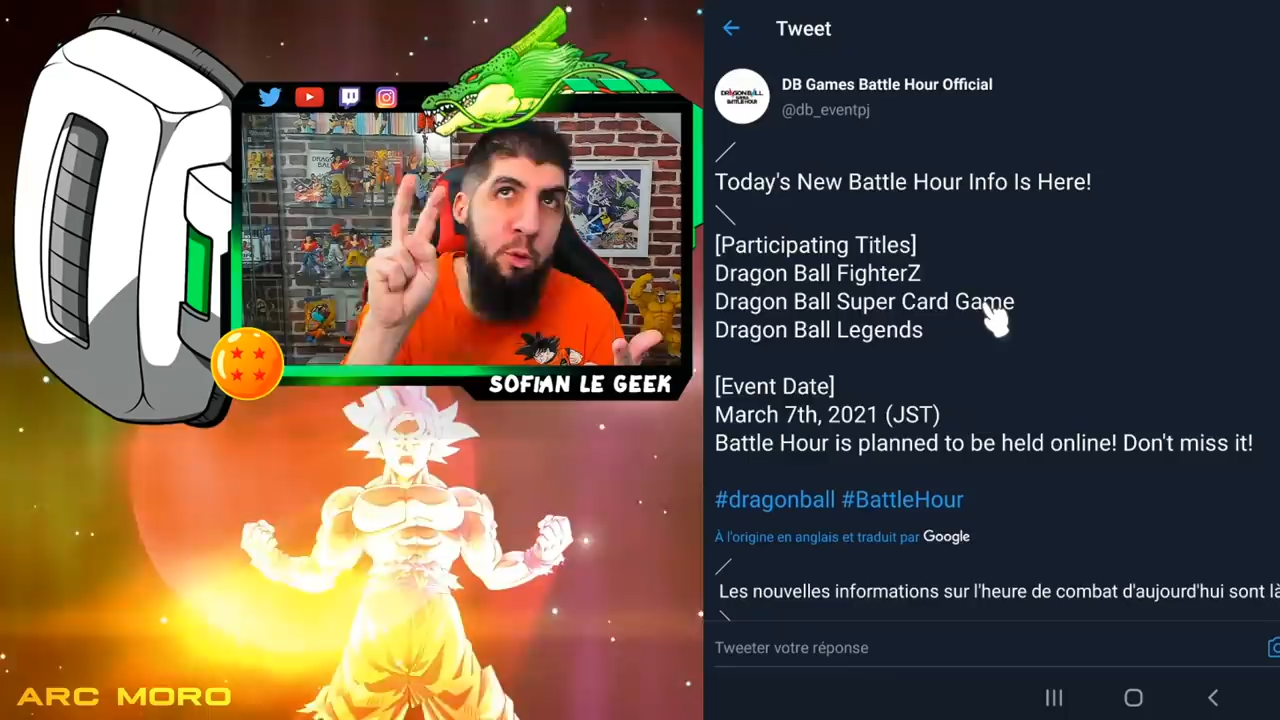 Tweet
DB Games Battle Hour Official
@db_eventpj
Today's New Battle Hour Info Is Here!
[Participating Titles]
Dragon Ball FighterZ
Dragon Ball Super Card Game
Dragon Ball Legends
[Event Date]
March 7th, 2021 (JST)
Battle Hour is planned to be held online! Don't miss it!
#dragonball #BattleHour
À l'origine en anglais et traduit par Google
Les nouvelles informations sur l'heure de combat d'aujourd'hui sont là
Tweeter votre réponse
SOFIAN LE GEEK
ARC MORO